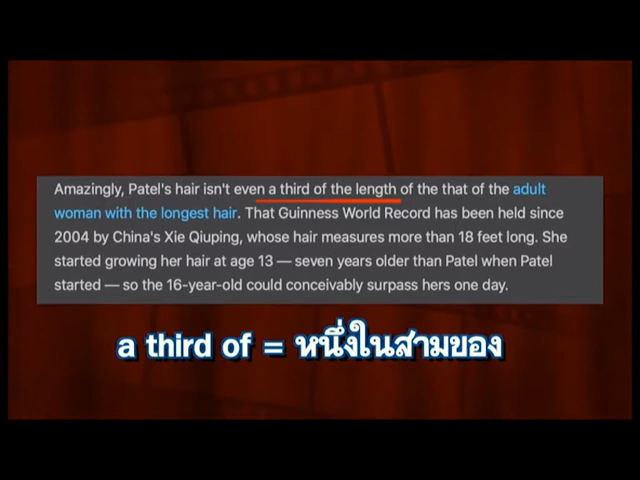 Amazingly, Patel's hair isn't even a third of the length of the that of the adult
woman with the longest hair. That Guinness World Record has been held since
2004 by China's Xie Qiuping, whose hair measures more than 18 feet long. She
started growing her hair at age 13 — seven years older than Patel when Patel
started — so the 16-year-old could conceivably surpass hers one day.
a third of = หนึ่งในสามของ